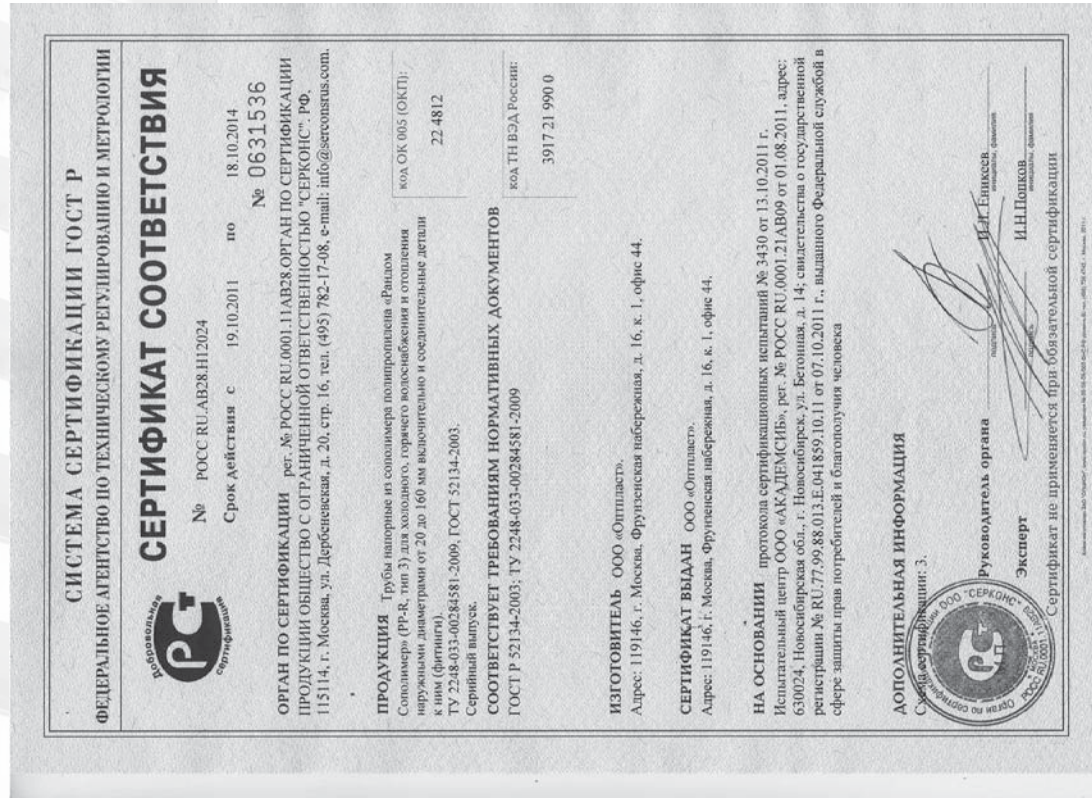 СИСТЕМА СЕРТИФИКАЦИИ ГОСТ Р
ФЕДЕРАЛЬНОЕ АГЕНТСТВО ПО ТЕХНИЧЕСКОМУ РЕГУЛИРОВАНИЮ И МЕТРОЛОГИИ
Добровольная
сертификация
СЕРТИФИКАТ СООТВЕТСТВИЯ
№ РОСС RU.АВ28.Н12024
Срок действия с 19.10.2011 по 18.10.2014
№ 0631536
ОРГАН ПО СЕРТИФИКАЦИИ рег. № РОСС RU.0001.11АВ28.ОРГАН ПО СЕРТИФИКАЦИИ
ПРОДУКЦИИ ОБЩЕСТВО С ОГРАНИЧЕННОЙ ОТВЕТСТВЕННОСТЬЮ "СЕРКОНС". РФ,
115114, г. Москва, ул. Дербеневская, д. 20, стр. 16, тел. (495) 782-17-08, e-mail: info@serconsrus.com.
ПРОДУКЦИЯ Трубы напорные из сополимера полипропилена «Рандом
Сополимер» (PP-R, тип 3) для холодного, горячего водоснабжения и отопления
наружными диаметрами от 20 до 160 мм включительно и соединительные детали
к ним (фитинги).
ТУ 2248-033-00284581-2009, ГОСТ 52134-2003.
Серийный выпуск.
код ОК 005 (ОКП):
22 4812
СООТВЕТСТВУЕТ ТРЕБОВАНИЯМ НОРМАТИВНЫХ ДОКУМЕНТОВ
ГОСТ Р 52134-2003; ТУ 2248-033-00284581-2009
код ТН ВЭД России:
3917 21 990 0
ИЗГОТОВИТЕЛЬ ООО «Оптпласт».
Адрес: 119146, г. Москва, Фрунзенская набережная, д. 16, к. 1, офис 44.
СЕРТИФИКАТ ВЫДАН ООО «Оптпласт».
Адрес: 119146, г. Москва, Фрунзенская набережная, д. 16, к. 1, офис 44.
НА ОСНОВАНИИ протокола сертификационных испытаний № 3430 от 13.10.2011 г.
Испытательный центр ООО «АКАДЕМСИБ», рег. № РОСС RU.0001.21АВ09 от 01.08.2011, адрес:
630024, Новосибирская обл., г. Новосибирск, ул. Бетонная, д. 14; свидетельства о государственной
регистрации № RU.77.99.88.013.Е.041859.10.11 от 07.10.2011 г., выданного Федеральной службой в
сфере защиты прав потребителей и благополучия человека
ДОПОЛНИТЕЛЬНАЯ ИНФОРМАЦИЯ
Схема сертификации: 3.
Руководитель органа
подпись
Еникеев
инициалы, фамилия
Эксперт
подпись
И.Н.Попков
инициалы, фамилия
М.П.
ООО "СЕРКОНС"
Сертификат не применяется при обязательной сертификации